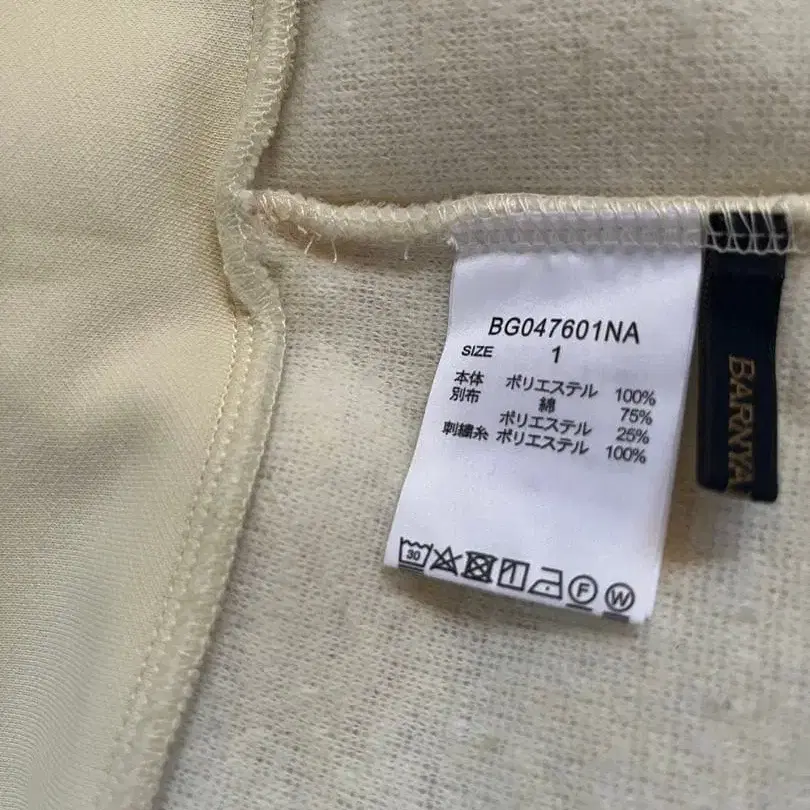 BG047601NA
SIZE 1
本体 ポリエステル 100%
別布 綿 75%
ポリエステル 25%
刺繍糸 ポリエステル 100%
30
F
W
BARNYA